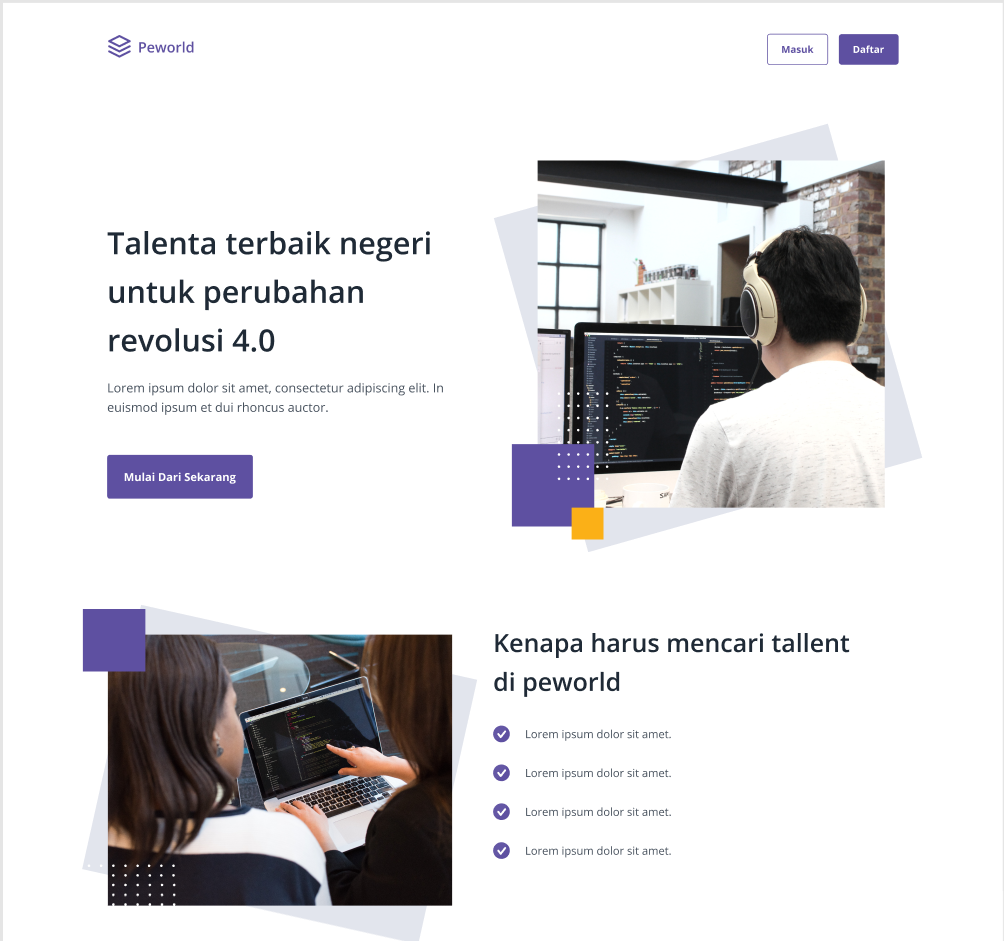 Peworld
Masuk
Daftar
Talenta terbaik negeri
untuk perubahan
revolusi 4.0
Lorem ipsum dolor sit amet, consectetur adipiscing elit. In
euismod ipsum et dui rhoncus auctor.
Mulai Dari Sekarang
Kenapa harus mencari tallent
di peworld
Lorem ipsum dolor sit amet.
Lorem ipsum dolor sit amet.
Lorem ipsum dolor sit amet.
Lorem ipsum dolor sit amet.